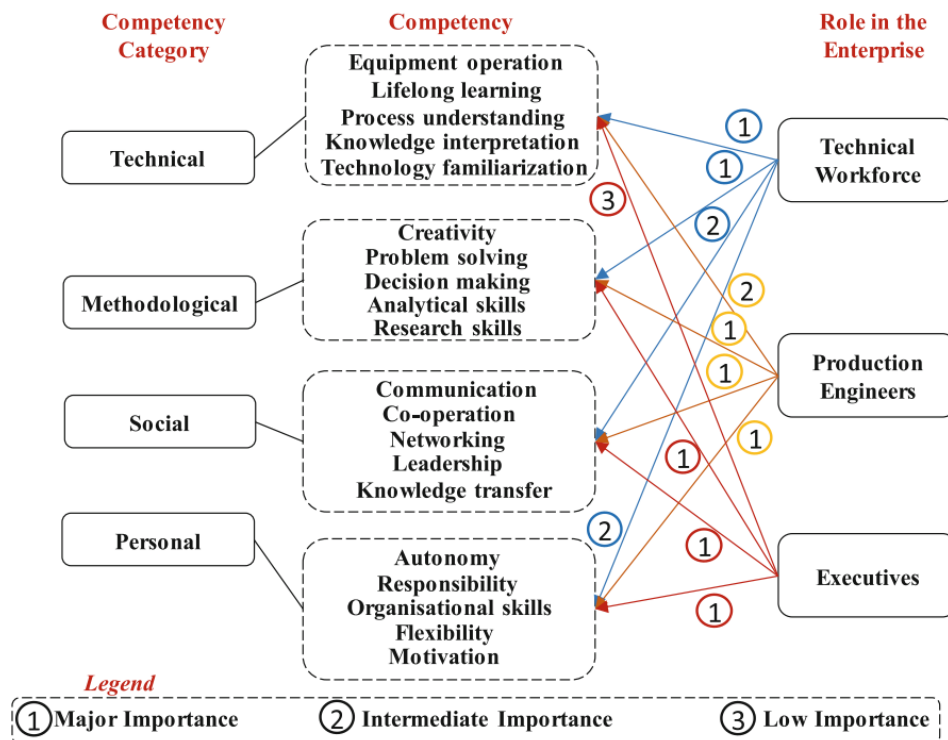 Competency
Category
Competency
Role in the
Enterprise
Technical
Equipment operation
Lifelong learning
Process understanding
Knowledge interpretation
Technology familiarization
Methodological
Creativity
Problem solving
Decision making
Analytical skills
Research skills
Social
Communication
Co-operation
Networking
Leadership
Knowledge transfer
Personal
Autonomy
Responsibility
Organisational skills
Flexibility
Motivation
1
1
2
3
2
1
1
1
1
2
1
1
Technical
Workforce
Production
Engineers
Executives
Legend
1 Major Importance
2 Intermediate Importance
3 Low Importance